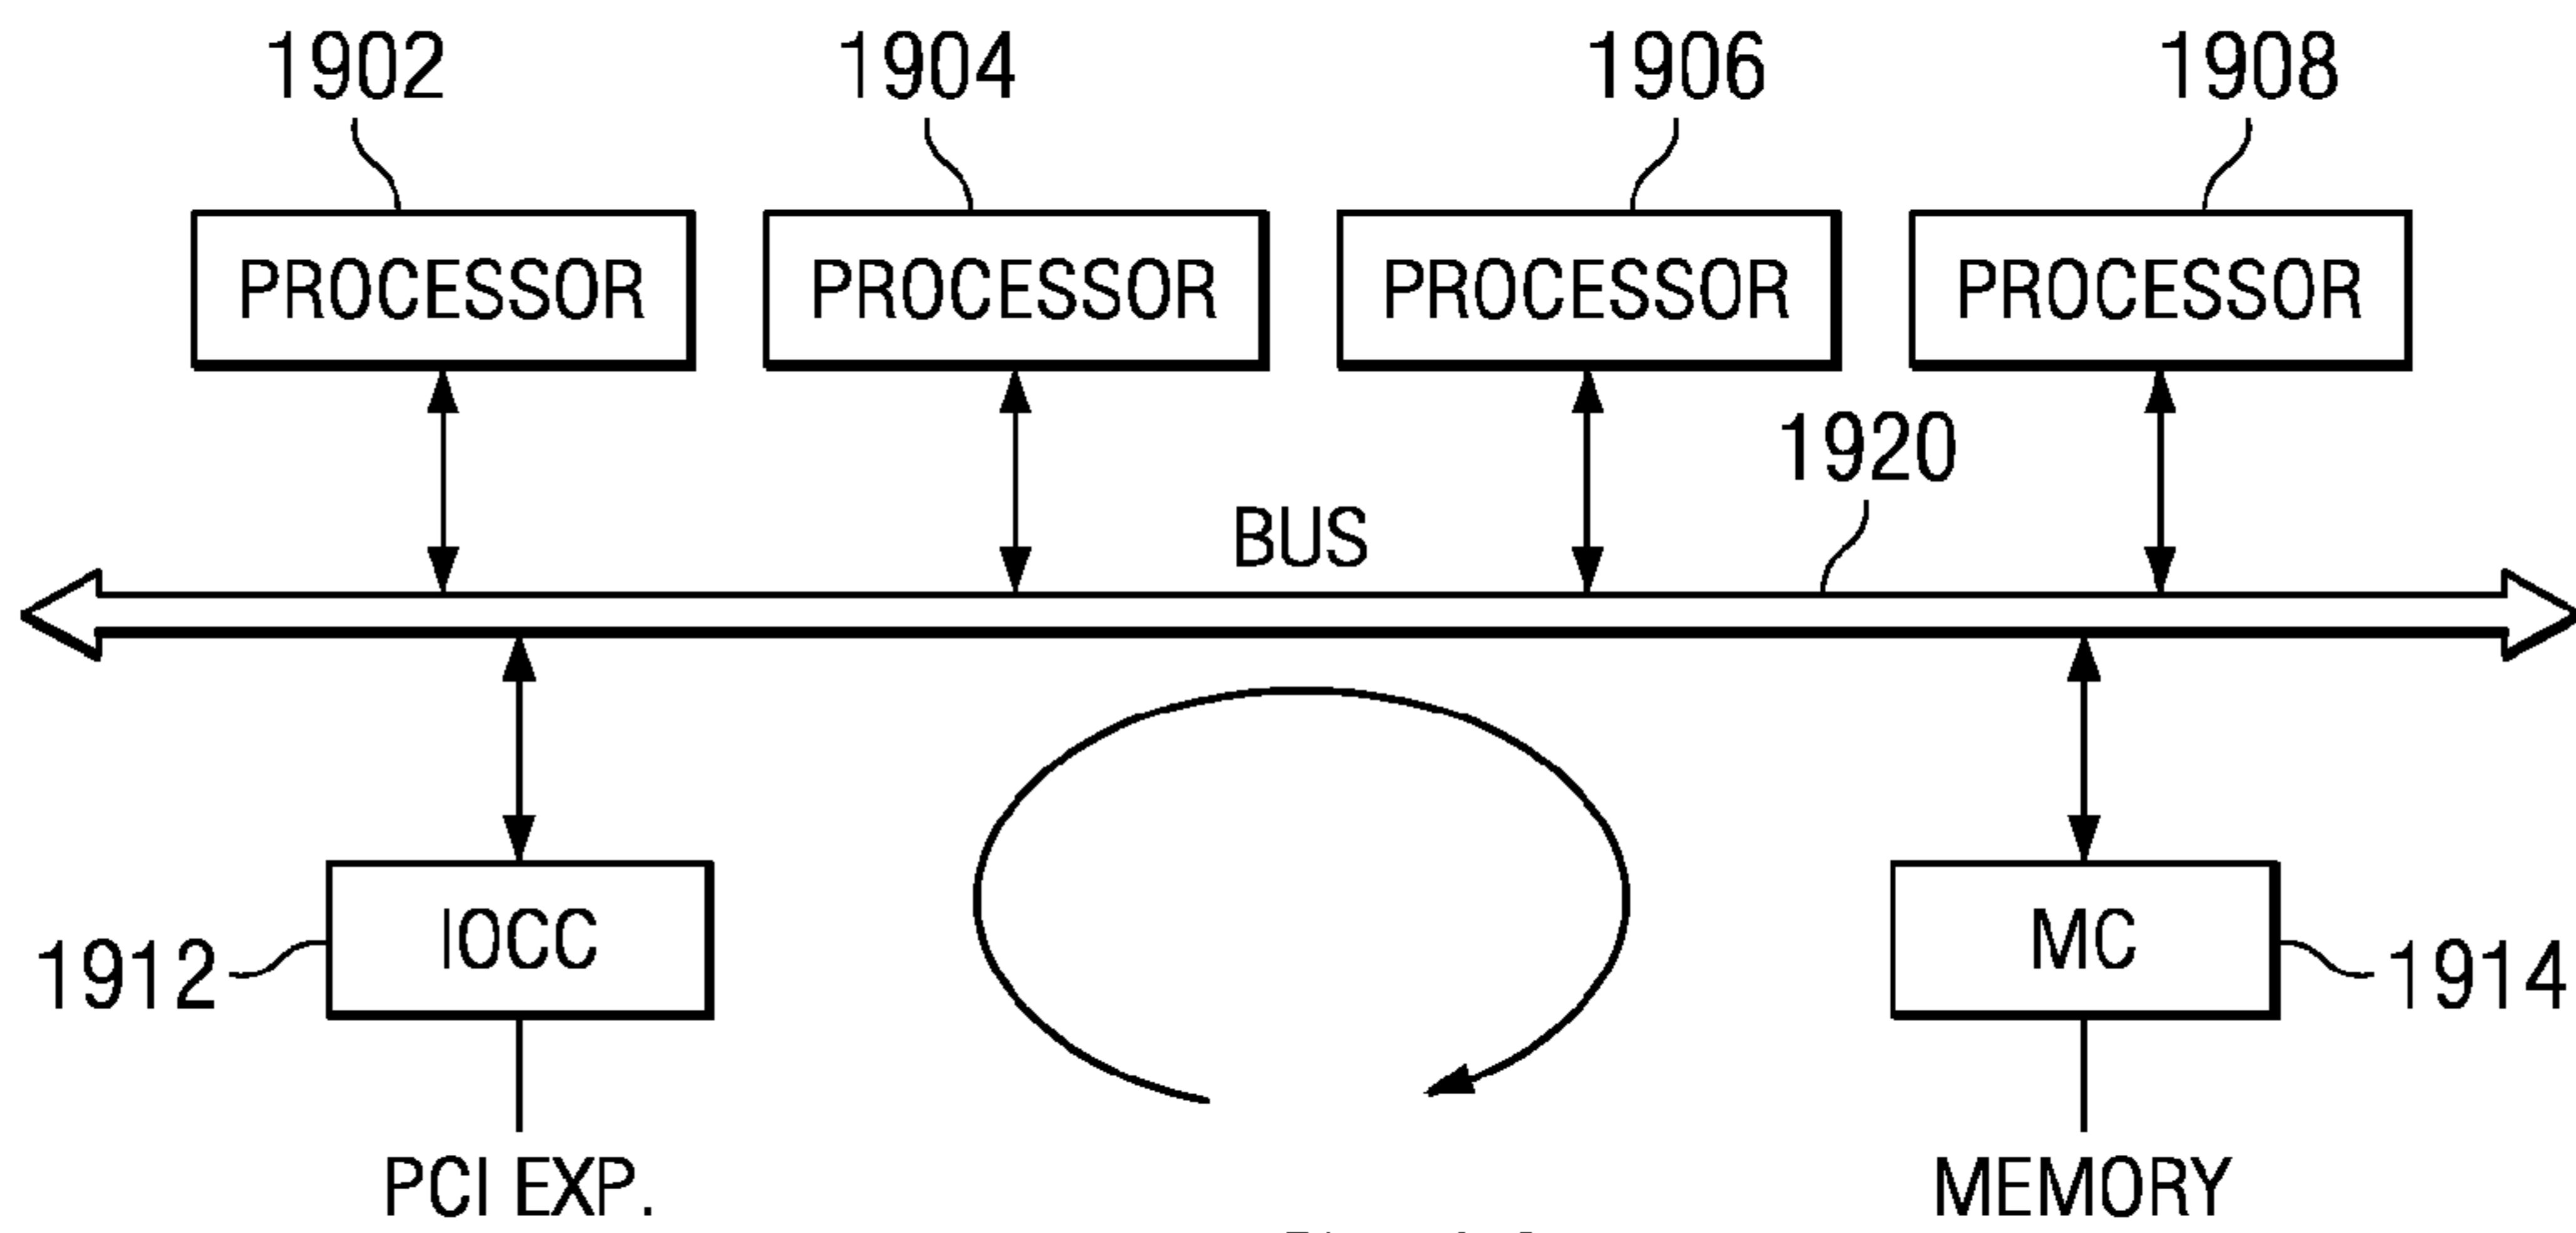 1902 1904 1906 1908
PROCESSOR PROCESSOR PROCESSOR PROCESSOR
1920
BUS
1912 IOCC MC 1914
PCI EXP. MEMORY